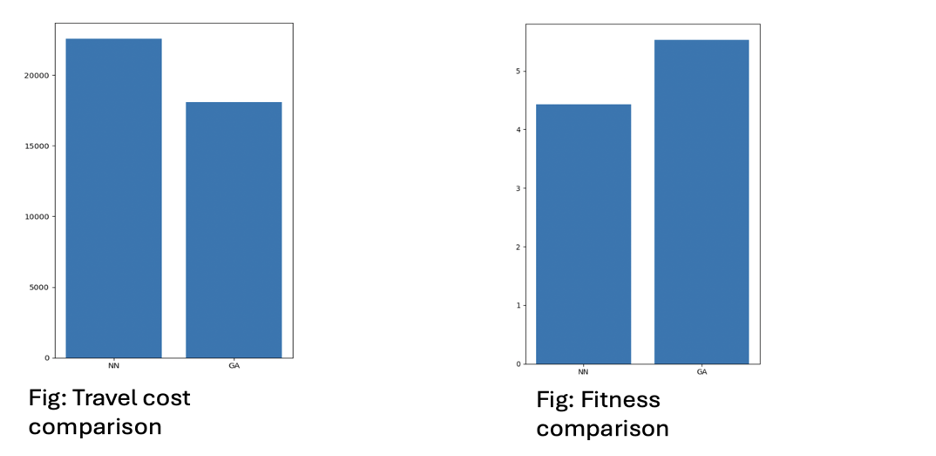 20000
15000
10000
5000
0
NN GA
Fig: Travel cost
comparison
5
4
3
2
1
0
NN GA
Fig: Fitness
comparison